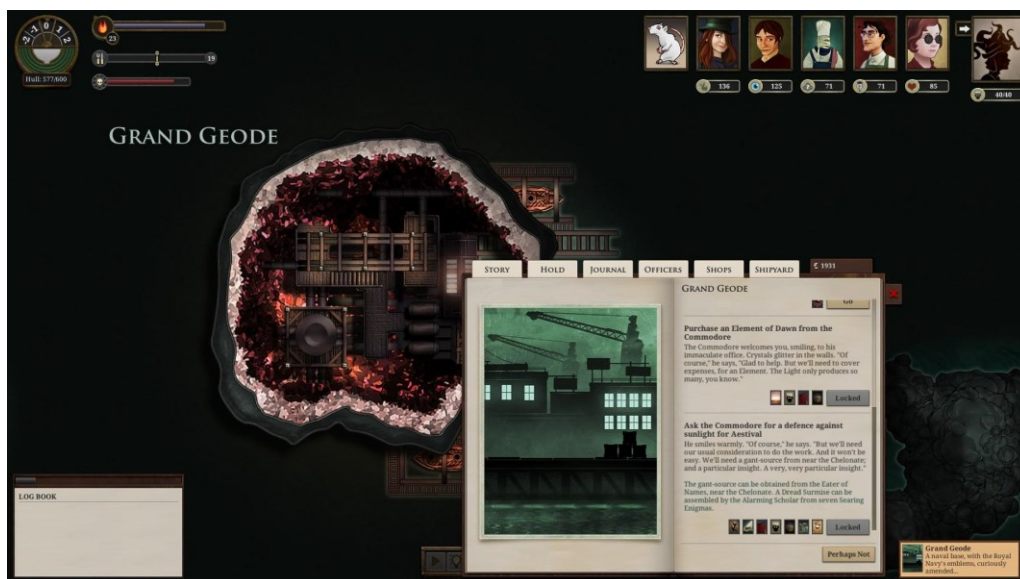 -2 -1 0 1 2
Hull: 577/600
23
19
136
125
71
71
85
40/40
GRAND GEODE
STORY
HOLD
JOURNAL
OFFICERS
SHOPS
SHIPYARD
1931
GRAND GEODE
Go
Purchase an Element of Dawn from the
Commodore
The Commodore welcomes you, smiling, to his
immaculate office. Crystals glitter in the walls. "Of
course," he says, "Glad to help. But we'll need to cover
expenses, for an Element. The Light only produces so
many, you know."
Locked
Ask the Commodore for a defence against
sunlight for Aestival
He smiles warmly. "Of course," he says. "But we'll need
our usual consideration to do the work. And it won't be
easy. We'll need a gant-source from near the Chelonate;
and a particular insight. A very, very particular insight."
The gant-source can be obtained from the Eater of
Names, near the Chelonate. A Dread Surmise can be
assembled by the Alarming Scholar from seven Searing
Enigmas.
Locked
Perhaps Not
LOG BOOK
Grand Geode
A naval base, with the Royal
Navy's emblems, curiously
amended...